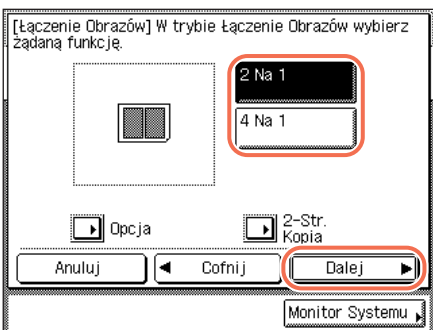 [Łączenie Obrazów] W trybie Łączenie Obrazów wybierz
żądaną funkcję.
2 Na 1
4 Na 1
Opcja
2-Str.
Kopia
Anuluj
Cofnij
Dalej
Monitor Systemu